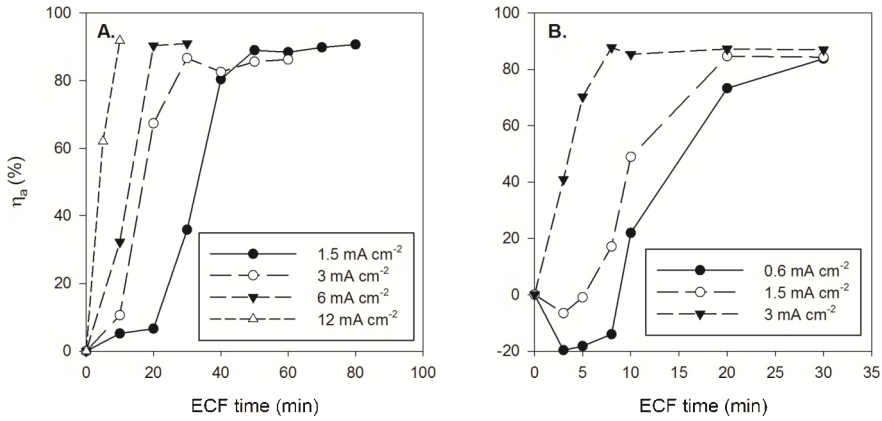 A.
B.
ηa (%)
100
80
60
40
20
0
0 20 40 60 80 100
ECF time (min)
1.5 mA cm-2
3 mA cm-2
6 mA cm-2
12 mA cm-2
100
80
60
40
20
0
-20
0 5 10 15 20 25 30 35
ECF time (min)
0.6 mA cm-2
1.5 mA cm-2
3 mA cm-2